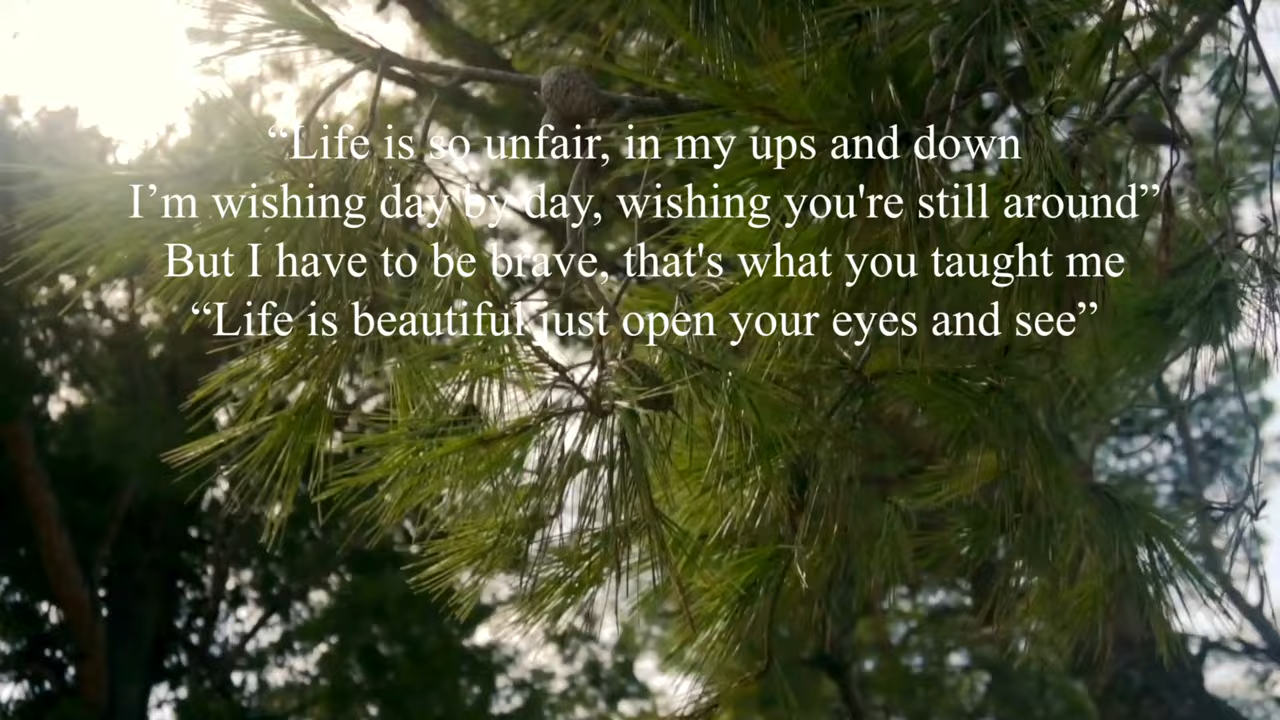 “Life is so unfair, in my ups and down
I’m wishing day by day, wishing you're still around”
But I have to be brave, that's what you taught me
“Life is beautiful just open your eyes and see”